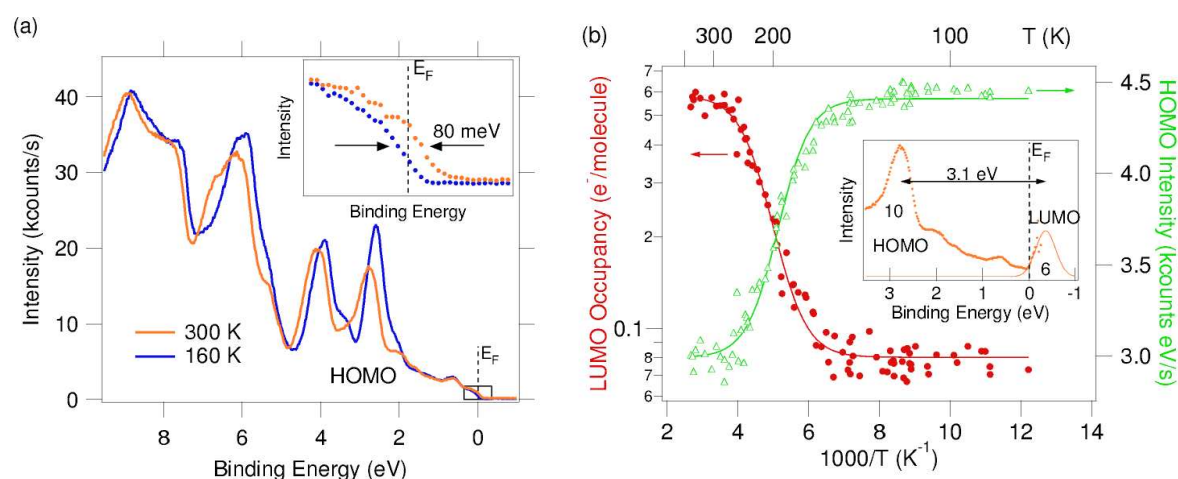 (a)
Intensity (kcounts/s)
40
30
20
10
0
8
6
4
2
0
Binding Energy (eV)
300 K
160 K
HOMO
E_F
Intensity
E_F
80 meV
Binding Energy
(b)
300
200
100
T (K)
LUMO Occupancy (e⁻/molecule)
7
6
5
4
3
2
0.1
9
8
7
6
2
4
6
8
10
12
14
1000/T (K⁻¹)
4.5
4.0
3.5
3.0
HOMO Intensity (kcounts eV/s)
Intensity
E_F
3.1 eV
10
HOMO
LUMO
6
3
2
1
0
-1
Binding Energy (eV)